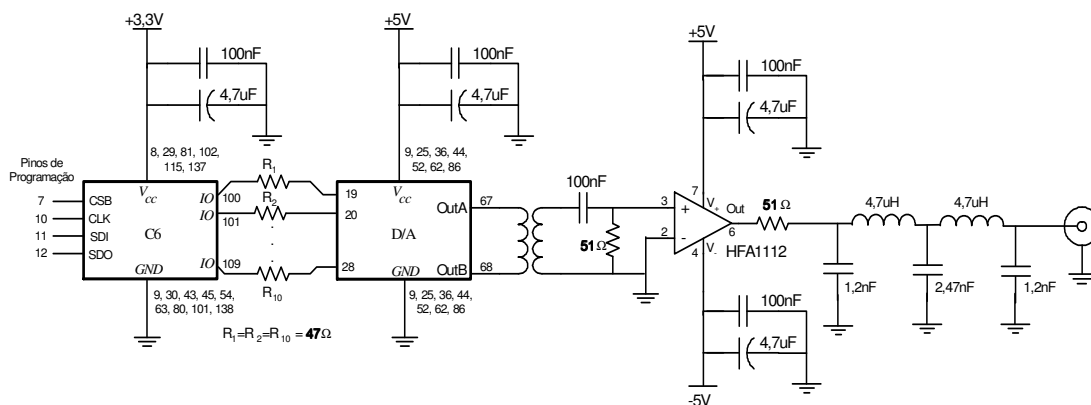 +3,3V
100nF
4,7uF
+5V
100nF
4,7uF
+5V
100nF
4,7uF
8, 29, 81, 102,
115, 137
9, 25, 36, 44,
52, 62, 86
Pinos de
Programação
7 CSB
10 CLK
11 SDI
12 SDO
Vcc
C6
GND
IO 100
IO 101
IO 109
R1
R2
R10
19
20
28
Vcc
D/A
GND
OutA 67
OutB 68
100nF
51Ω
3 +
2 -
7
V+
Out
6
4 V-
HFA1112
51Ω
4,7uH
4,7uH
1,2nF
2,47nF
1,2nF
9, 30, 43, 45, 54,
63, 80, 101, 138
9, 25, 36, 44,
52, 62, 86
R1=R2=R10 = 47Ω
100nF
4,7uF
-5V